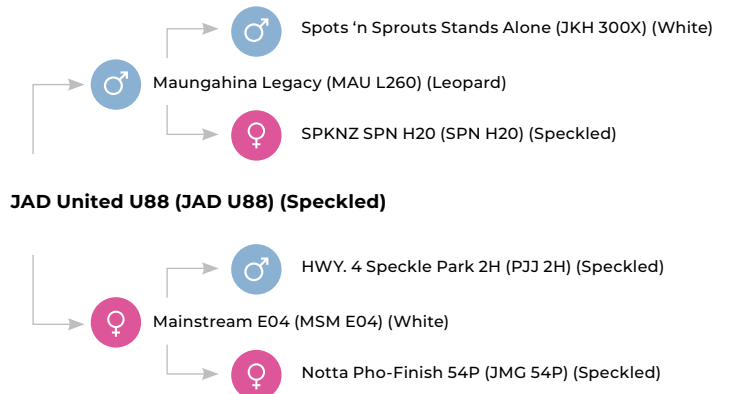 Spots ‘n Sprouts Stands Alone (JKH 300X) (White)
Maungahina Legacy (MAU L260) (Leopard)
SPKNZ SPN H20 (SPN H20) (Speckled)
JAD United U88 (JAD U88) (Speckled)
HWY. 4 Speckle Park 2H (PJJ 2H) (Speckled)
Mainstream E04 (MSM E04) (White)
Notta Pho-Finish 54P (JMG 54P) (Speckled)